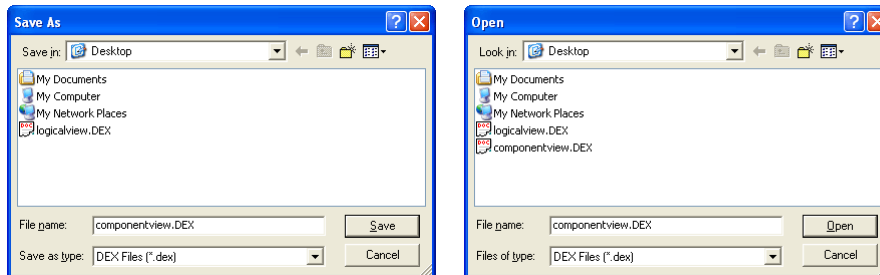 Save As
Save in: Desktop
My Documents
My Computer
My Network Places
logicalview.DEX
File name: componentview.DEX Save
Save as type: DEX Files (*.dex) Cancel
Open
Look in: Desktop
My Documents
My Computer
My Network Places
logicalview.DEX
componentview.DEX
File name: componentview.DEX Open
Files of type: DEX Files (*.dex) Cancel